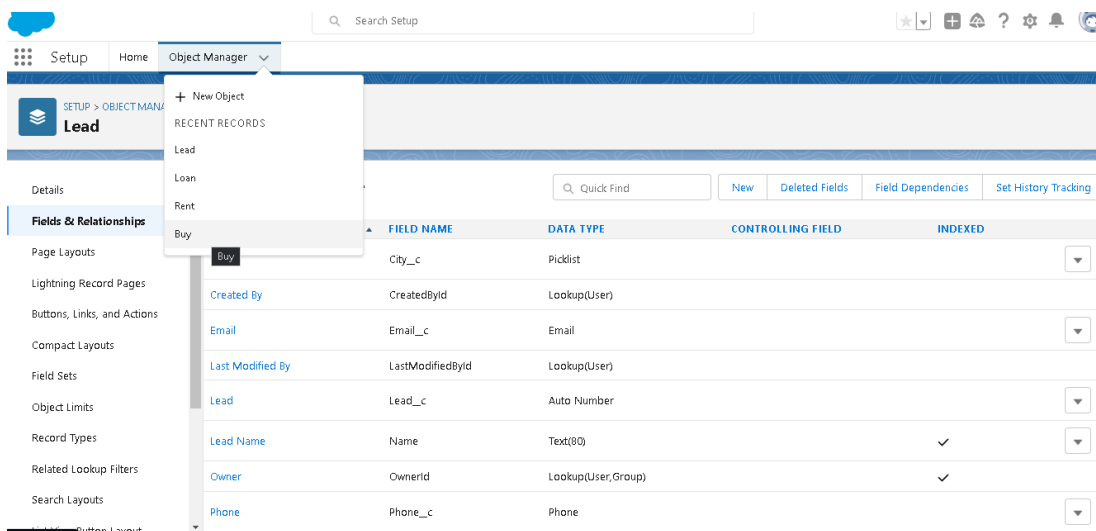 Search Setup
Setup
Home
Object Manager
New Object
RECENT RECORDS
Lead
Loan
Rent
Buy
Buy
SETUP > OBJECT MANA
Lead
Details
Fields & Relationships
Page Layouts
Lightning Record Pages
Buttons, Links, and Actions
Compact Layouts
Field Sets
Object Limits
Record Types
Related Lookup Filters
Search Layouts
Quick Find
New
Deleted Fields
Field Dependencies
Set History Tracking
FIELD NAME DATA TYPE CONTROLLING FIELD INDEXED
City__c Picklist
Created By CreatedById Lookup(User)
Email Email__c Email
Last Modified By LastModifiedById Lookup(User)
Lead Lead__c Auto Number
Lead Name Name Text(80)
Owner OwnerId Lookup(User,Group)
Phone Phone__c Phone